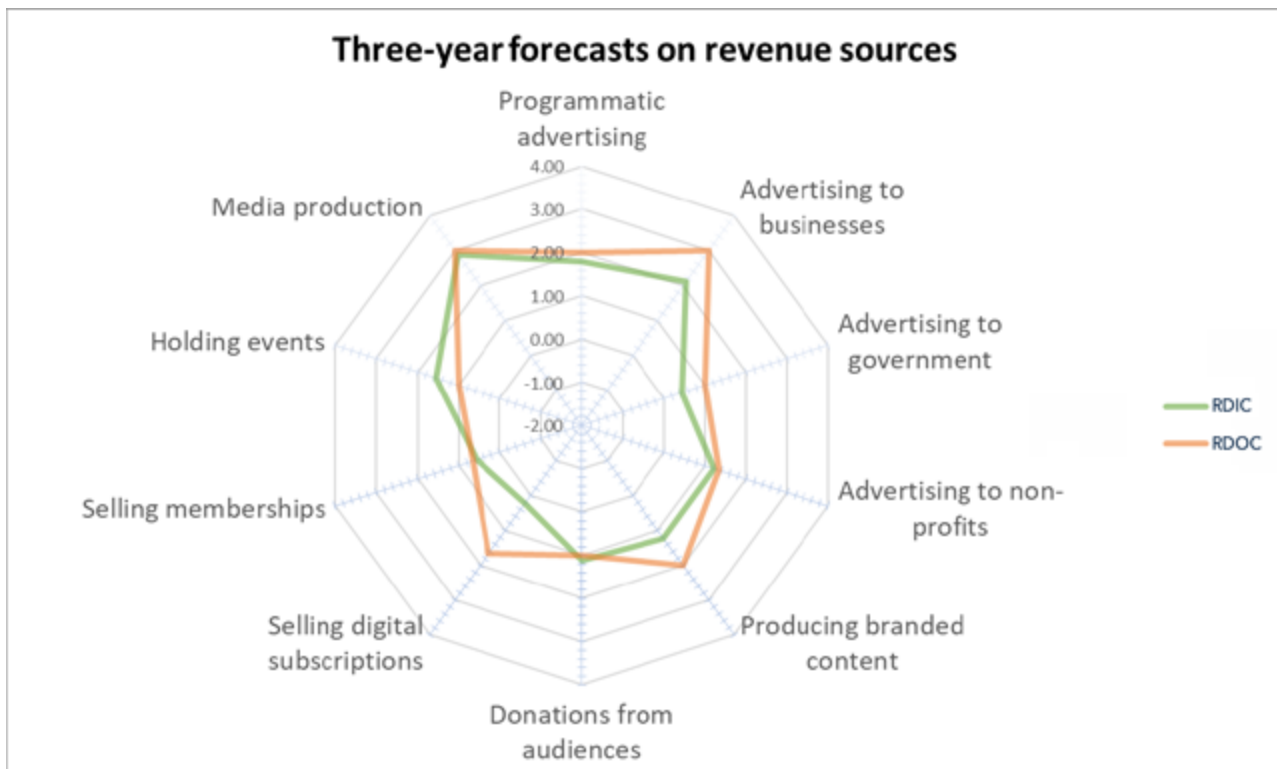 Three-year forecasts on revenue sources
Programmatic
advertising
4.00
3.00
2.00
1.00
0.00
-1.00
-2.00
Advertising to
businesses
Advertising to
government
Advertising to non-
profits
Producing branded
content
Donations from
audiences
Selling digital
subscriptions
Selling memberships
Holding events
Media production
RDIC
RDOC